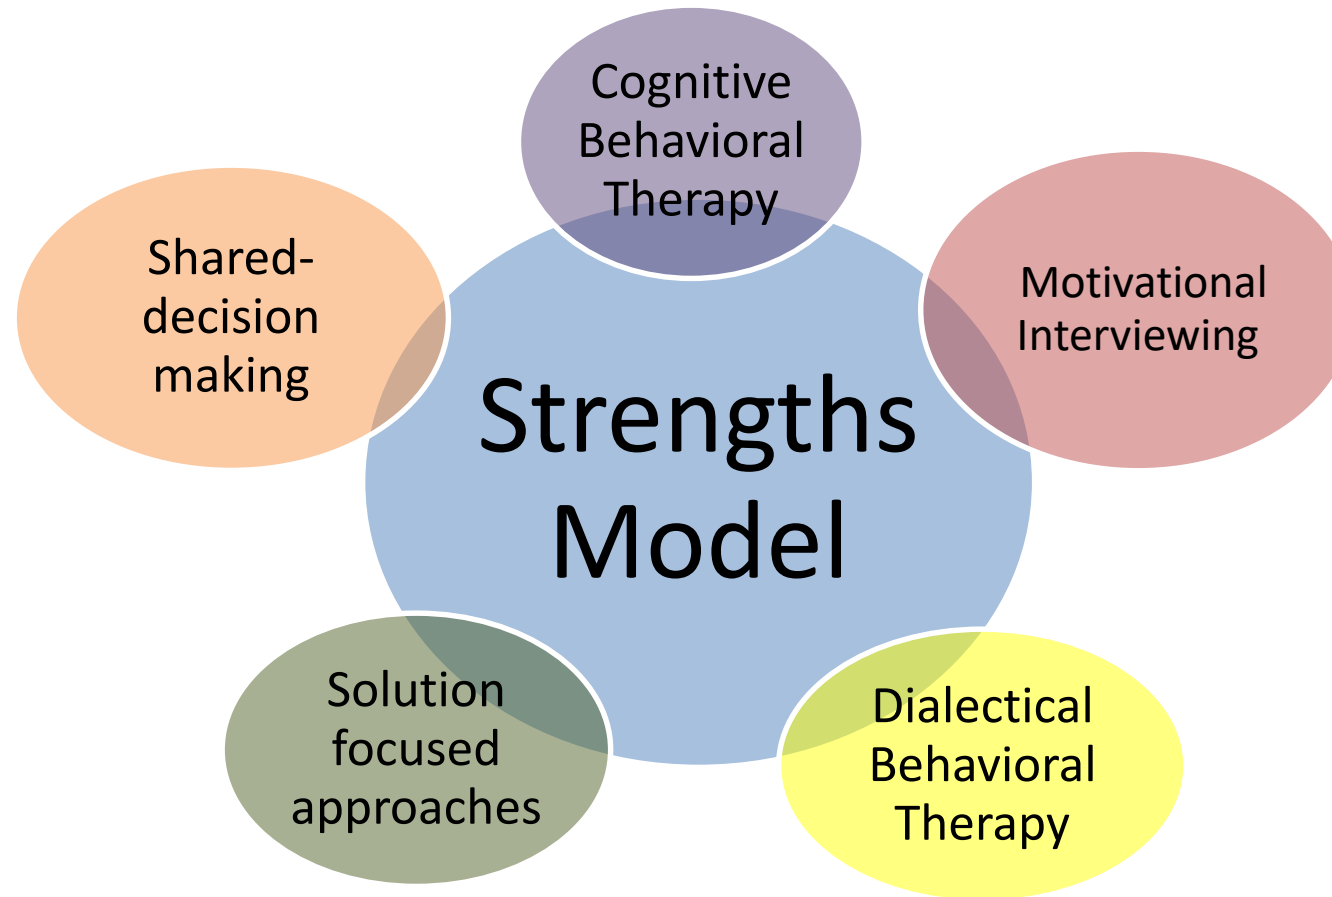 Cognitive
Behavioral
Therapy
Shared-
decision
making
Motivational
Interviewing
Strengths
Model
Solution
focused
approaches
Dialectical
Behavioral
Therapy